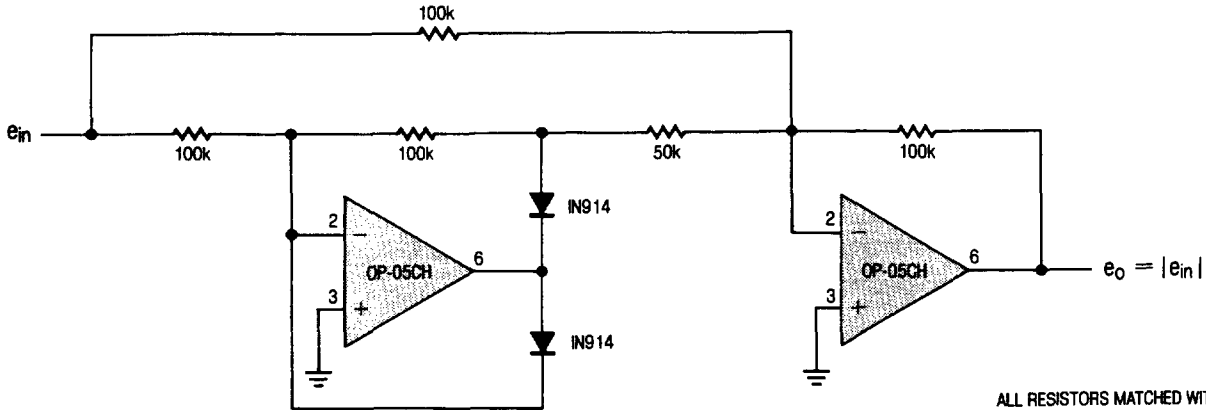 100k
e_in
100k
100k
50k
100k
IN914
2
−
6
OP-05CH
3
+
IN914
2
−
6
OP-05CH
3
+
e_o = |e_in|
ALL RESISTORS MATCHED